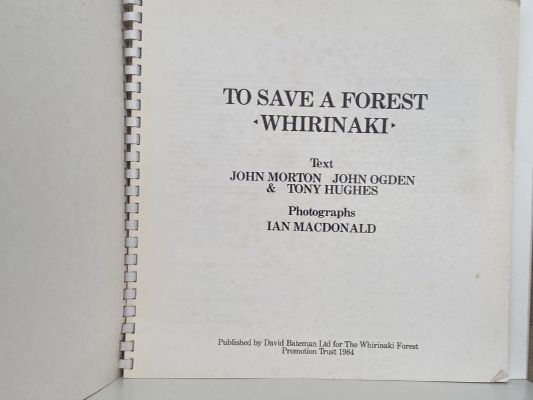 TO SAVE A FOREST
◂WHIRINAKI▸
Text
JOHN MORTON JOHN OGDEN
& TONY HUGHES
Photographs
IAN MACDONALD
Published by David Bateman Ltd for The Whirinaki Forest
Promotion Trust 1984